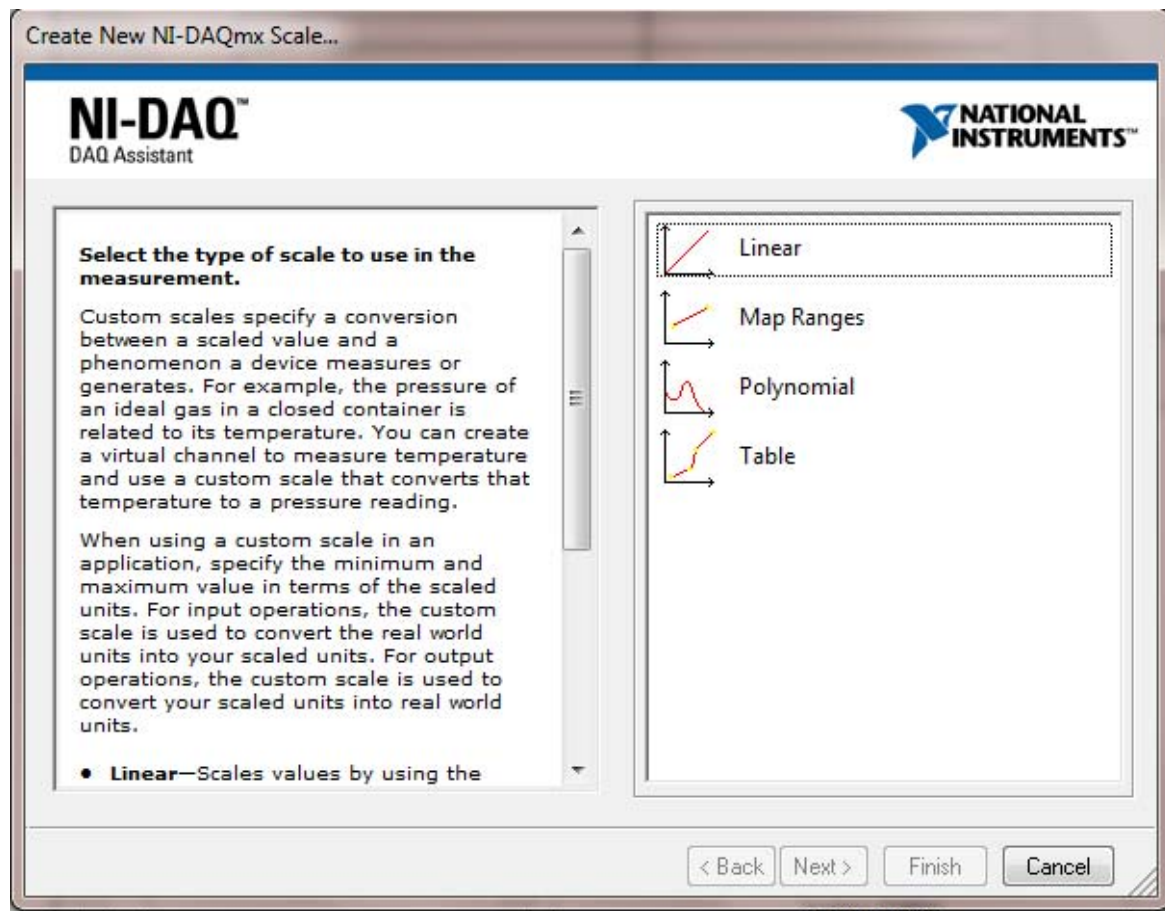 Create New NI-DAQmx Scale...
NI-DAQ™
DAQ Assistant
NATIONAL
INSTRUMENTS™
Select the type of scale to use in the
measurement.
Custom scales specify a conversion
between a scaled value and a
phenomenon a device measures or
generates. For example, the pressure of
an ideal gas in a closed container is
related to its temperature. You can create
a virtual channel to measure temperature
and use a custom scale that converts that
temperature to a pressure reading.
When using a custom scale in an
application, specify the minimum and
maximum value in terms of the scaled
units. For input operations, the custom
scale is used to convert the real world
units into your scaled units. For output
operations, the custom scale is used to
convert your scaled units into real world
units.
• Linear—Scales values by using the
Linear
Map Ranges
Polynomial
Table
< Back
Next >
Finish
Cancel